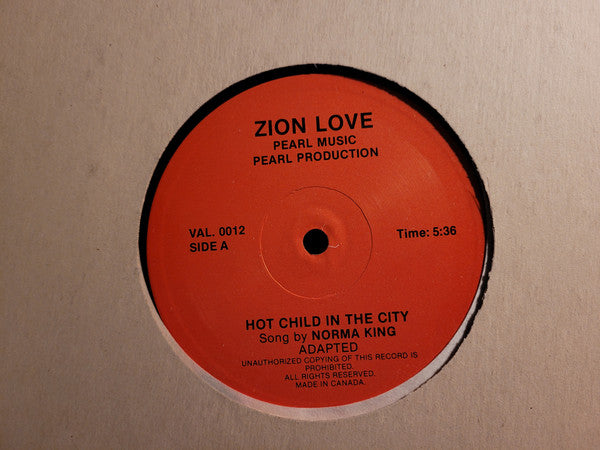 ZION LOVE
PEARL MUSIC
PEARL PRODUCTION
VAL. 0012
SIDE A
Time: 5:36
HOT CHILD IN THE CITY
Song by NORMA KING
ADAPTED
UNAUTHORIZED COPYING OF THIS RECORD IS
PROHIBITED.
ALL RIGHTS RESERVED.
MADE IN CANADA.